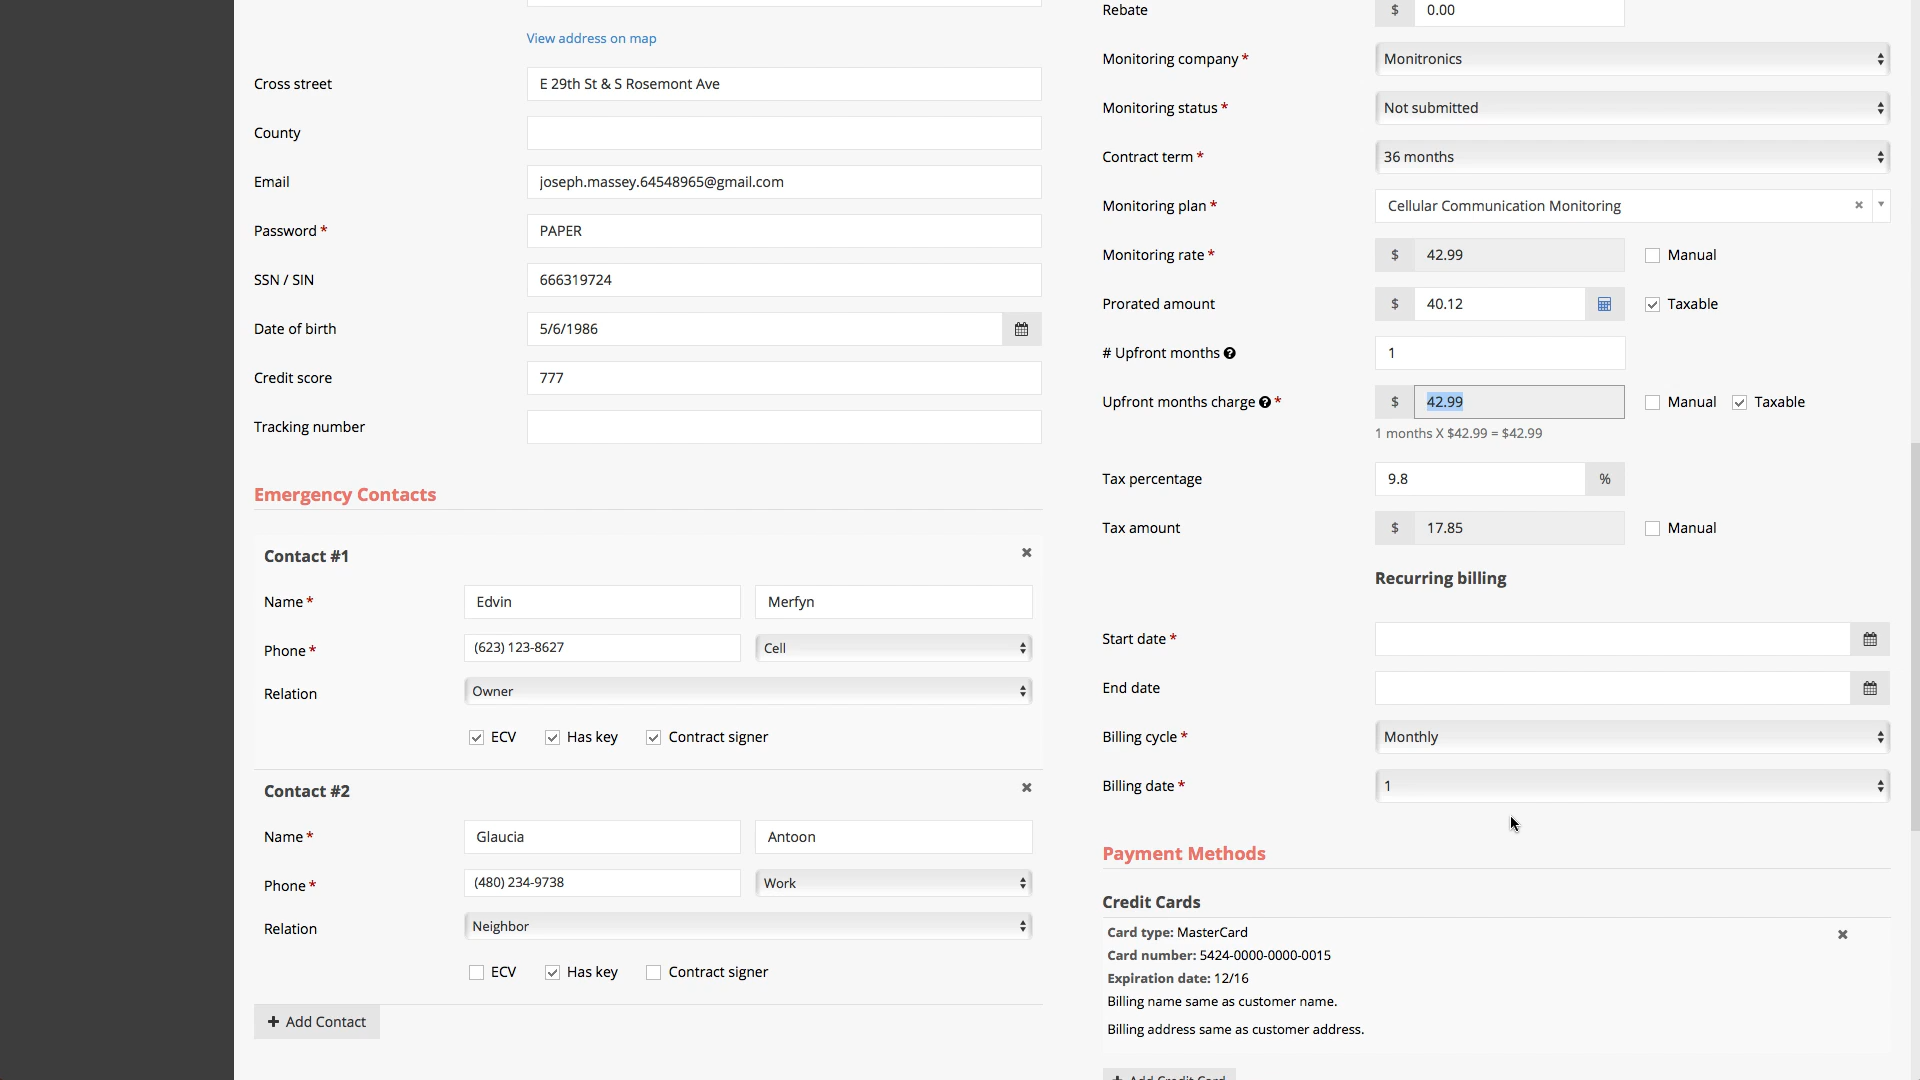 View address on map
Cross street
E 29th St & S Rosemont Ave
County
Email
joseph.massey.64548965@gmail.com
Password *
PAPER
SSN / SIN
666319724
Date of birth
5/6/1986
Credit score
777
Tracking number
Emergency Contacts
Contact #1
Name *
Edvin
Merfyn
Phone *
(623) 123-8627
Cell
Relation
Owner
ECV
Has key
Contract signer
Contact #2
Name *
Glaucia
Antoon
Phone *
(480) 234-9738
Work
Relation
Neighbor
ECV
Has key
Contract signer
+ Add Contact
Rebate
$ 0.00
Monitoring company *
Monitronics
Monitoring status *
Not submitted
Contract term *
36 months
Monitoring plan *
Cellular Communication Monitoring
Monitoring rate *
$ 42.99
Manual
Prorated amount
$ 40.12
Taxable
# Upfront months
1
Upfront months charge *
$ 42.99
Manual
Taxable
1 months X $42.99 = $42.99
Tax percentage
9.8 %
Tax amount
$ 17.85
Manual
Recurring billing
Start date *
End date
Billing cycle *
Monthly
Billing date *
1
Payment Methods
Credit Cards
Card type: MasterCard
Card number: 5424-0000-0000-0015
Expiration date: 12/16
Billing name same as customer name.
Billing address same as customer address.
+ Add Credit Card